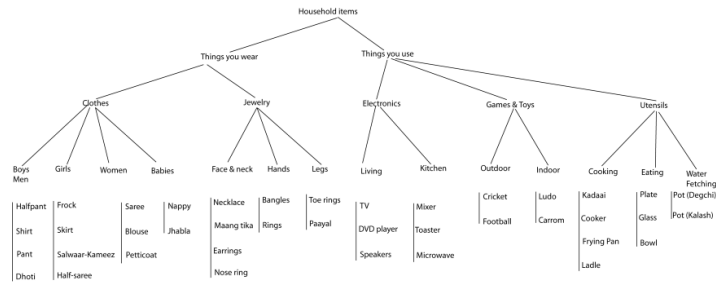 Household items
Things you wear
Things you use
Clothes
Jewelry
Electronics
Games & Toys
Utensils
Boys
Men
Girls
Women
Babies
Face & neck
Hands
Legs
Living
Kitchen
Outdoor
Indoor
Cooking
Eating
Water
Fetching
Halfpant
Shirt
Pant
Dhoti
Frock
Skirt
Salwaar-Kameez
Half-saree
Saree
Blouse
Petticoat
Nappy
Jhabla
Necklace
Maang tika
Earrings
Nose ring
Bangles
Rings
Toe rings
Paayal
TV
DVD player
Speakers
Mixer
Toaster
Microwave
Cricket
Football
Ludo
Carrom
Kadaai
Cooker
Frying Pan
Ladle
Plate
Glass
Bowl
Pot (Degchi)
Pot (Kalash)